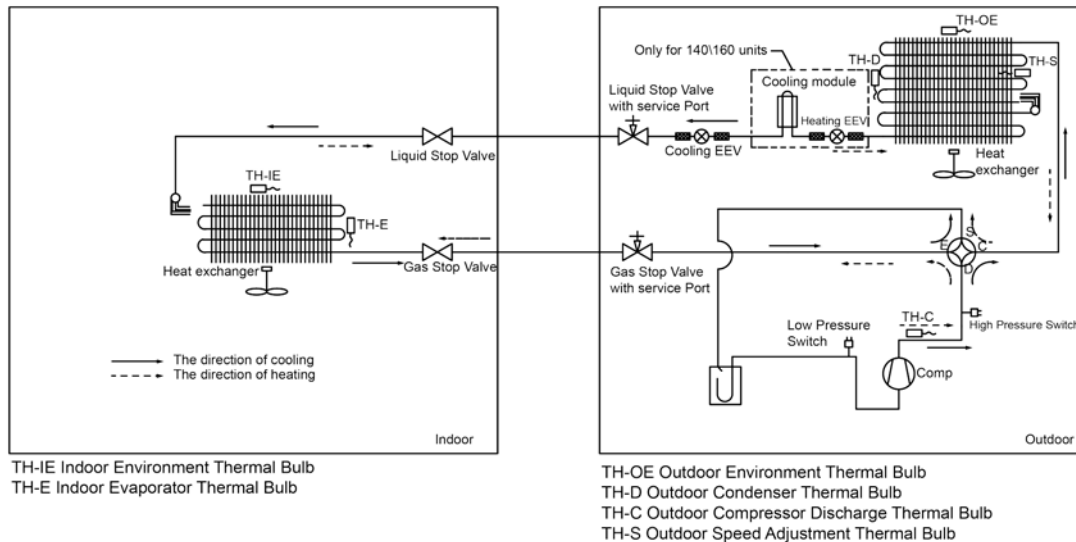 TH-OE
Only for 140\160 units
TH-D
TH-S
Cooling module
Liquid Stop Valve
with service Port
Heating EEV
Liquid Stop Valve
Cooling EEV
Heat
exchanger
TH-IE
TH-E
S
E
C
D
Heat exchanger
Gas Stop Valve
Gas Stop Valve
with service Port
TH-C
High Pressure Switch
Low Pressure
Switch
The direction of cooling
The direction of heating
Comp
Indoor
Outdoor
TH-IE Indoor Environment Thermal Bulb
TH-E Indoor Evaporator Thermal Bulb
TH-OE Outdoor Environment Thermal Bulb
TH-D Outdoor Condenser Thermal Bulb
TH-C Outdoor Compressor Discharge Thermal Bulb
TH-S Outdoor Speed Adjustment Thermal Bulb